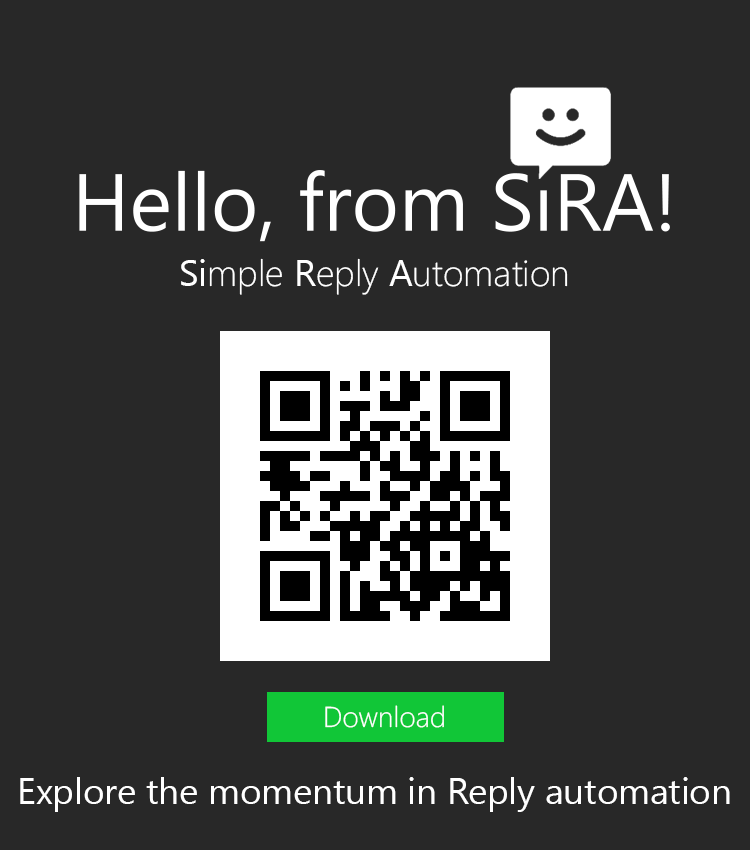 Hello, from SiRA!
Simple Reply Automation
Download
Explore the momentum in Reply automation